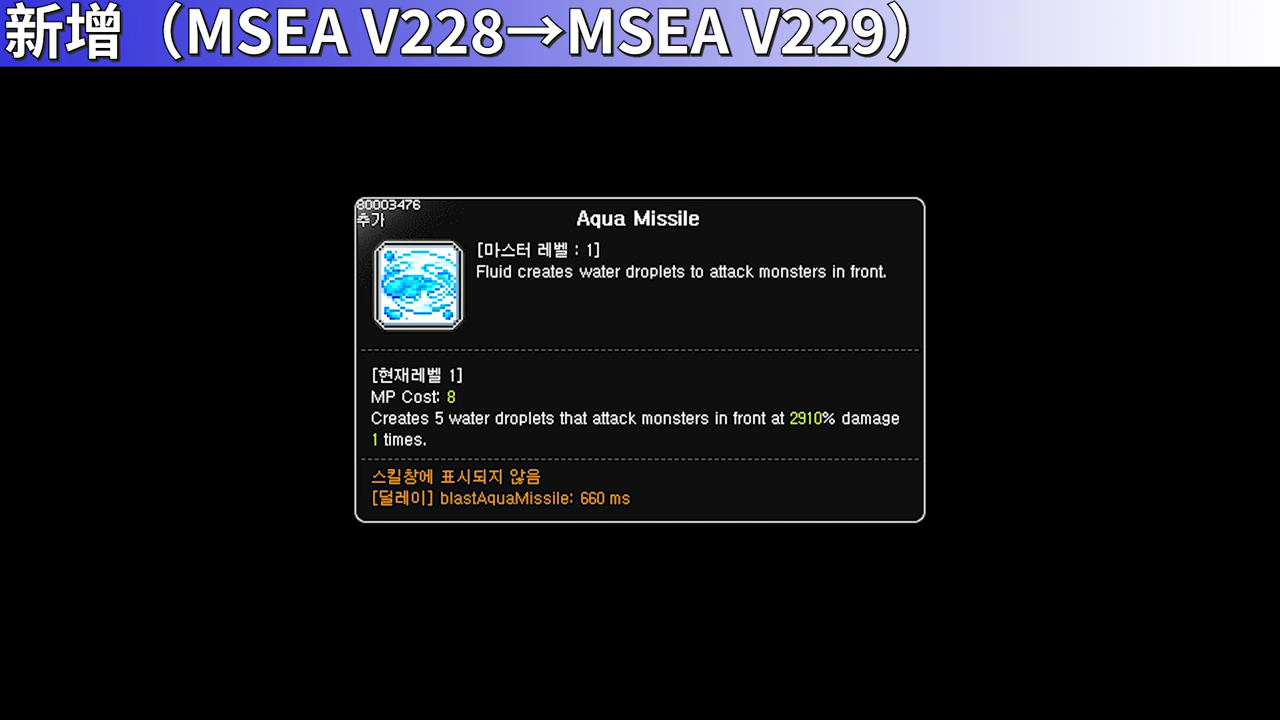 新增（MSEA V228→MSEA V229）
80003476
추가
Aqua Missile
[마스터 레벨 : 1]
Fluid creates water droplets to attack monsters in front.
[현재레벨 1]
MP Cost: 8
Creates 5 water droplets that attack monsters in front at 2910% damage
1 times.
스킬창에 표시되지 않음
[딜레이] blastAquaMissile: 660 ms